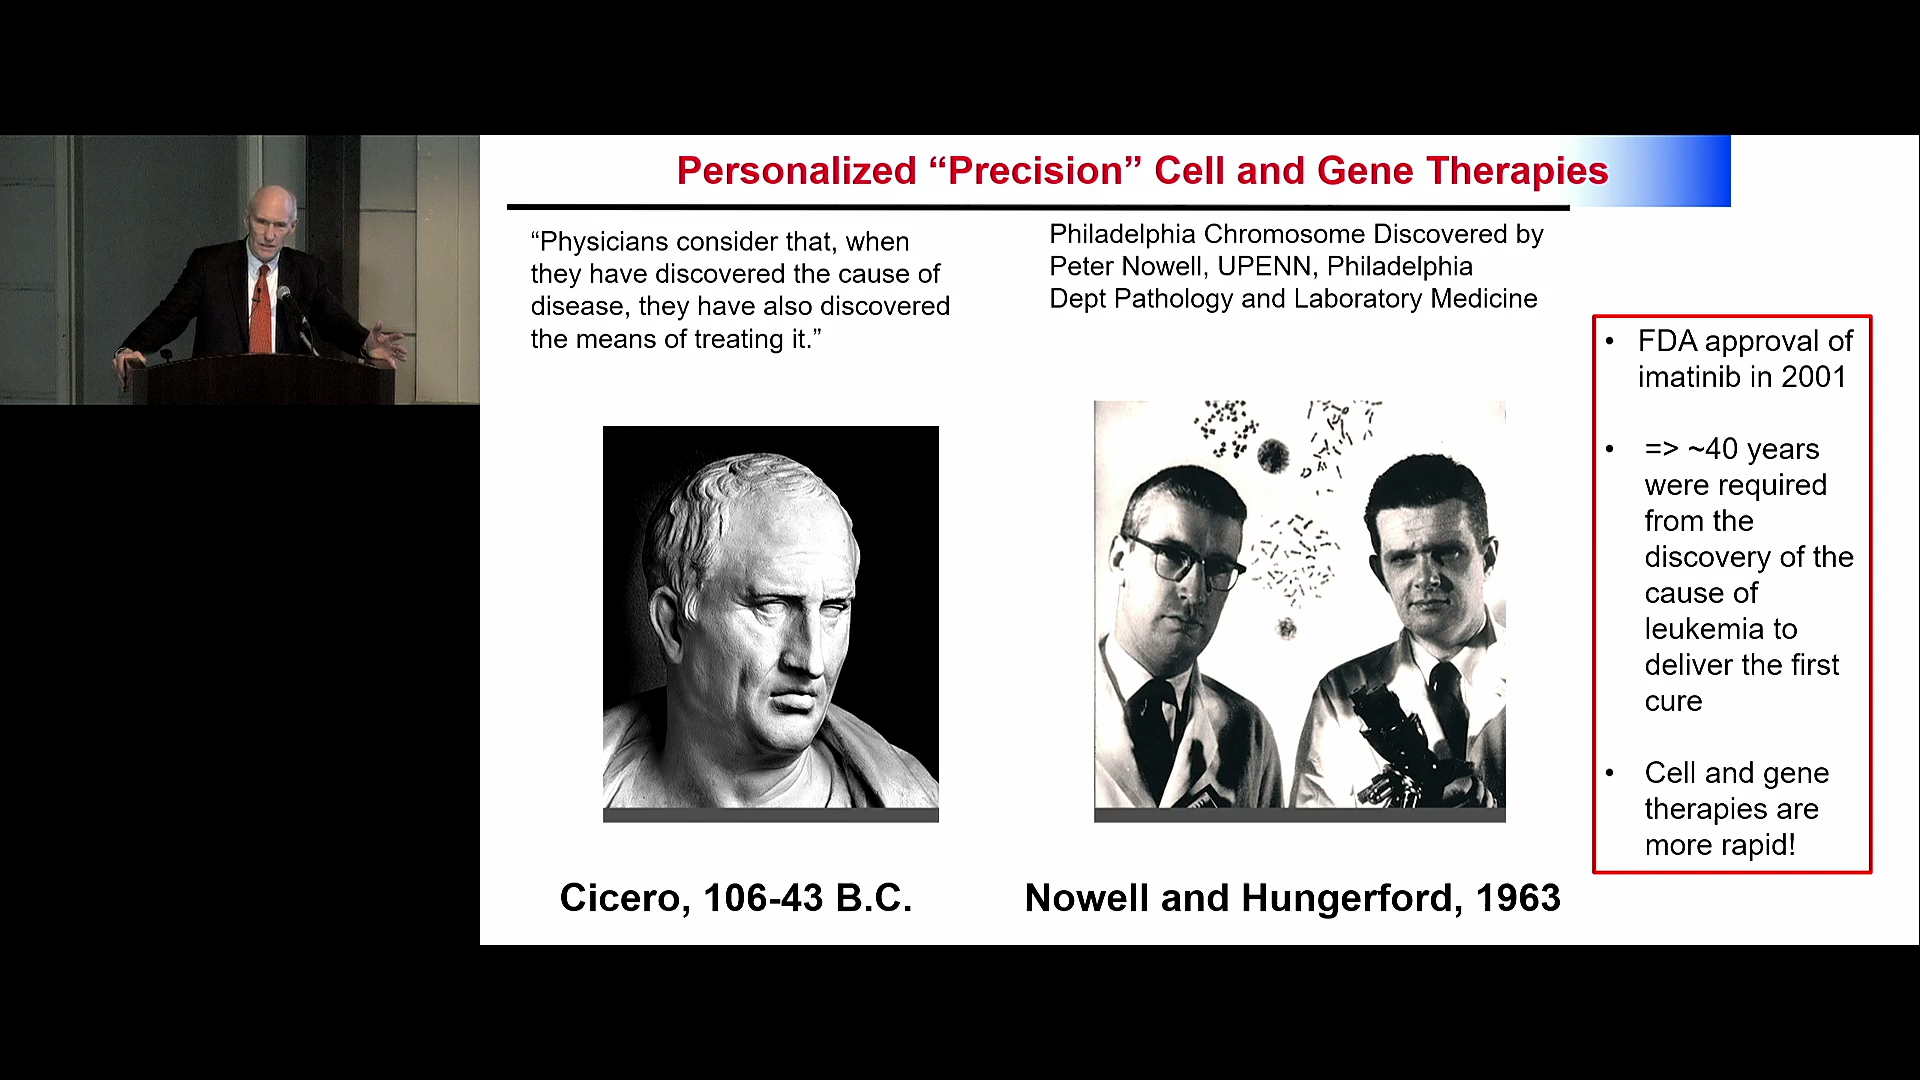 Personalized “Precision” Cell and Gene Therapies
“Physicians consider that, when
they have discovered the cause of
disease, they have also discovered
the means of treating it.”
Philadelphia Chromosome Discovered by
Peter Nowell, UPENN, Philadelphia
Dept Pathology and Laboratory Medicine
• FDA approval of
imatinib in 2001
• => ~40 years
were required
from the
discovery of the
cause of
leukemia to
deliver the first
cure
• Cell and gene
therapies are
more rapid!
Cicero, 106-43 B.C.
Nowell and Hungerford, 1963